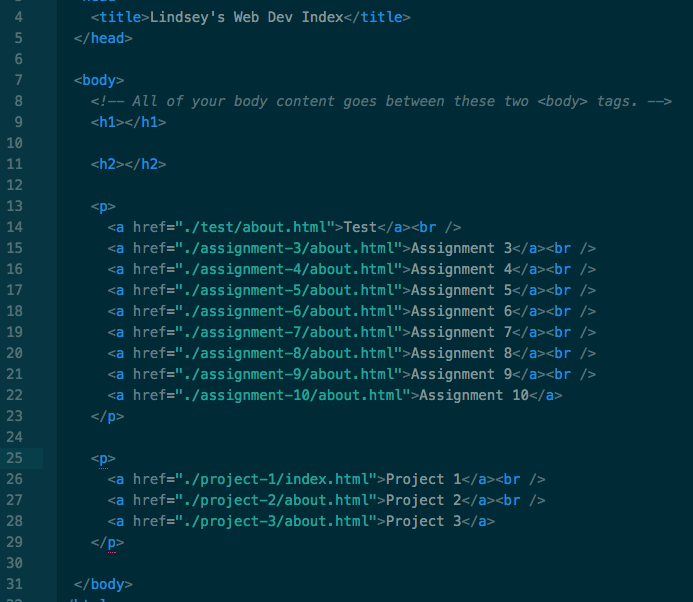 4 <title>Lindsey's Web Dev Index</title>
5 </head>
6
7 <body>
8 <!-- All of your body content goes between these two <body> tags. -->
9 <h1></h1>
10
11 <h2></h2>
12
13 <p>
14 <a href="./test/about.html">Test</a><br />
15 <a href="./assignment-3/about.html">Assignment 3</a><br />
16 <a href="./assignment-4/about.html">Assignment 4</a><br />
17 <a href="./assignment-5/about.html">Assignment 5</a><br />
18 <a href="./assignment-6/about.html">Assignment 6</a><br />
19 <a href="./assignment-7/about.html">Assignment 7</a><br />
20 <a href="./assignment-8/about.html">Assignment 8</a><br />
21 <a href="./assignment-9/about.html">Assignment 9</a><br />
22 <a href="./assignment-10/about.html">Assignment 10</a>
23 </p>
24
25 <p>
26 <a href="./project-1/index.html">Project 1</a><br />
27 <a href="./project-2/about.html">Project 2</a><br />
28 <a href="./project-3/about.html">Project 3</a>
29 </p>
30
31 </body>